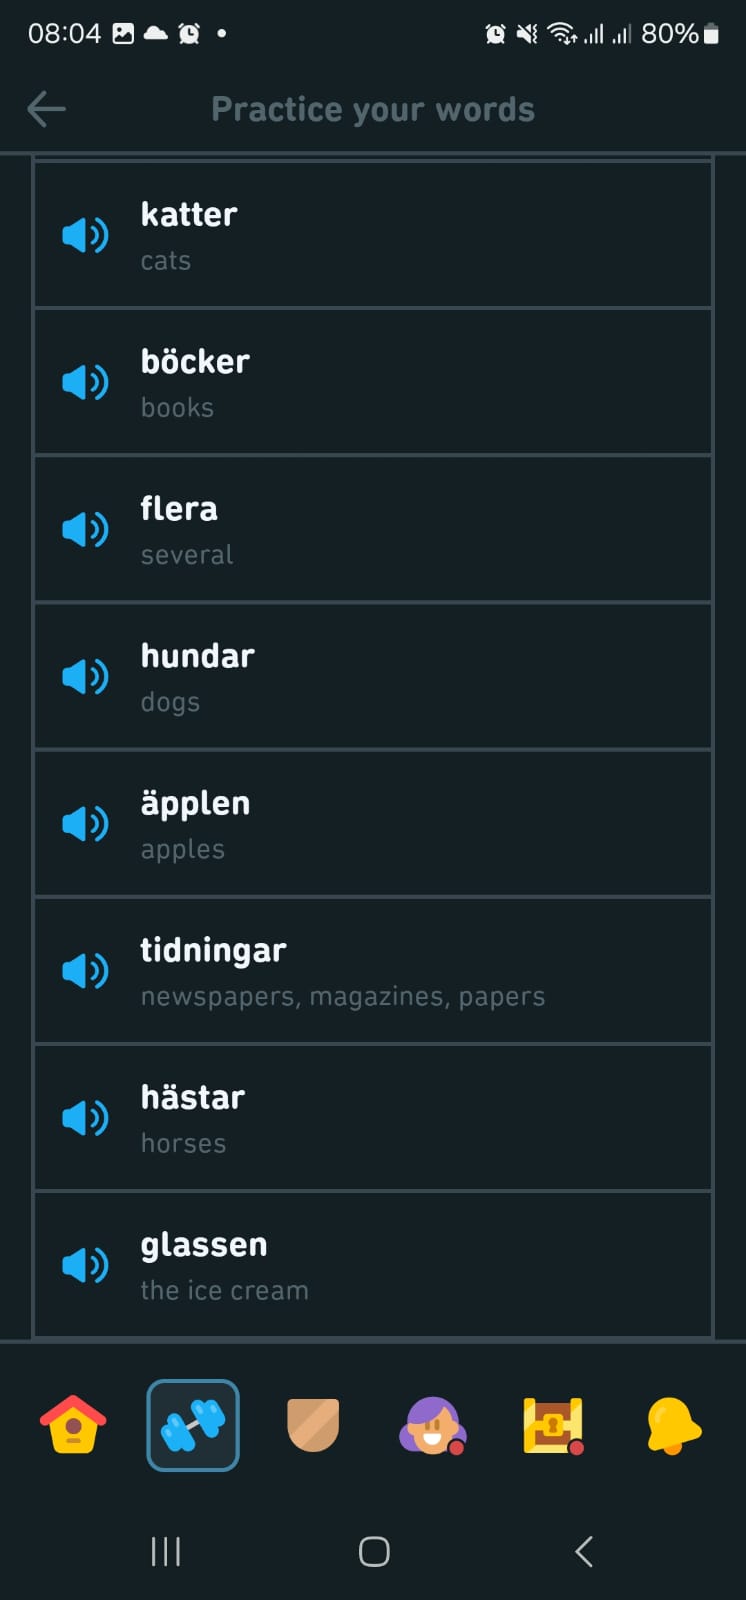 08:04
80%
Practice your words
katter
cats
böcker
books
flera
several
hundar
dogs
äpplen
apples
tidningar
newspapers, magazines, papers
hästar
horses
glassen
the ice cream